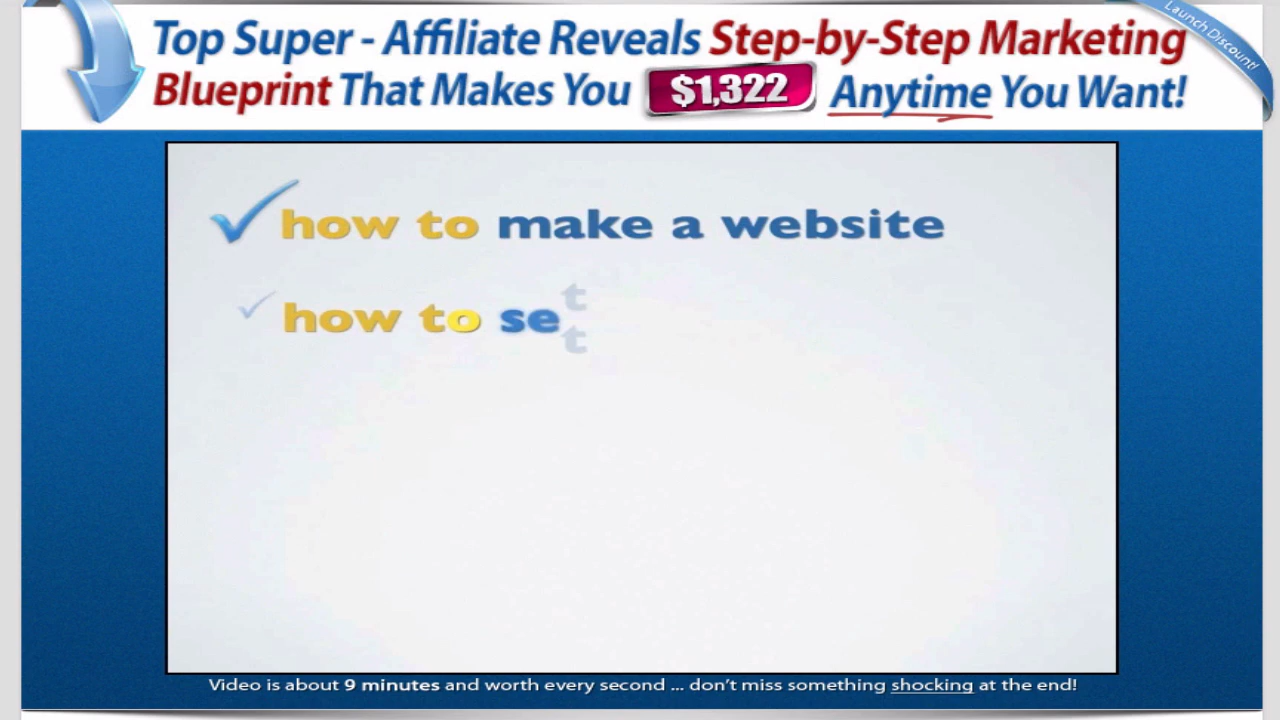 Launch Discount!
Top Super - Affiliate Reveals Step-by-Step Marketing
Blueprint That Makes You $1,322 Anytime You Want!
how to make a website
how to set
Video is about 9 minutes and worth every second ... don't miss something shocking at the end!